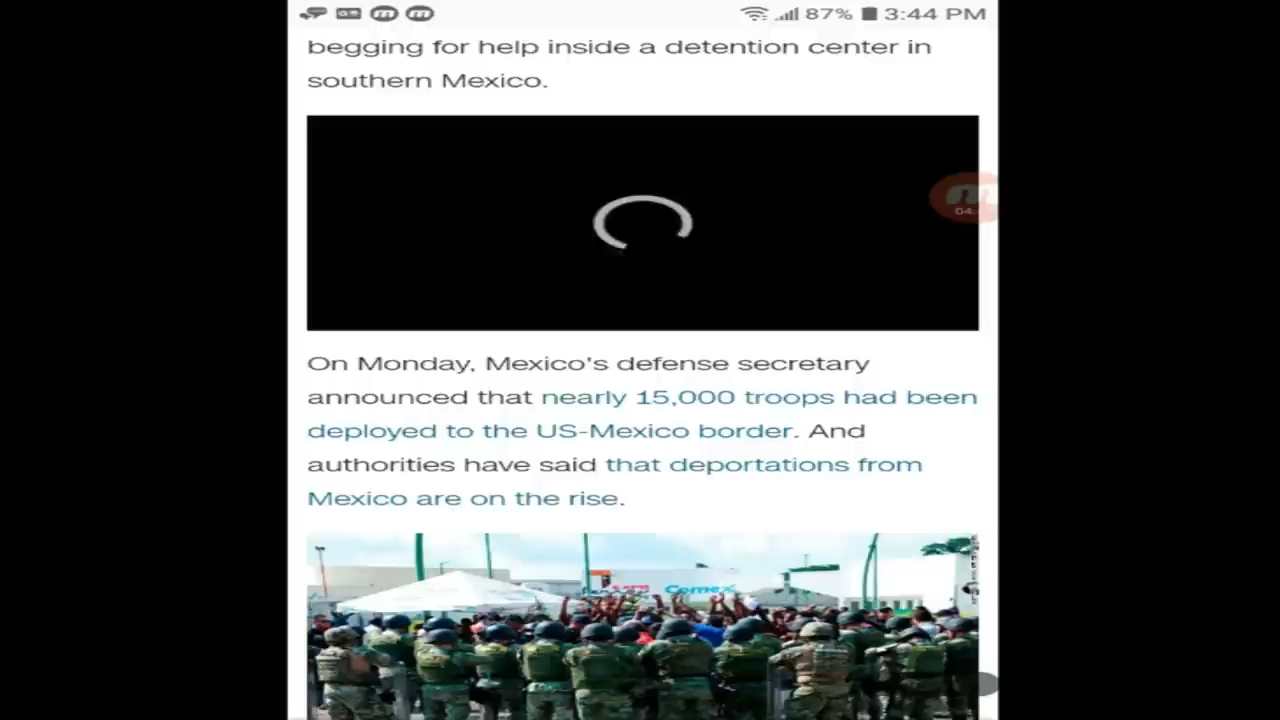 87% 3:44 PM
begging for help inside a detention center in
southern Mexico.
04:
On Monday, Mexico's defense secretary
announced that nearly 15,000 troops had been
deployed to the US-Mexico border. And
authorities have said that deportations from
Mexico are on the rise.
Comex